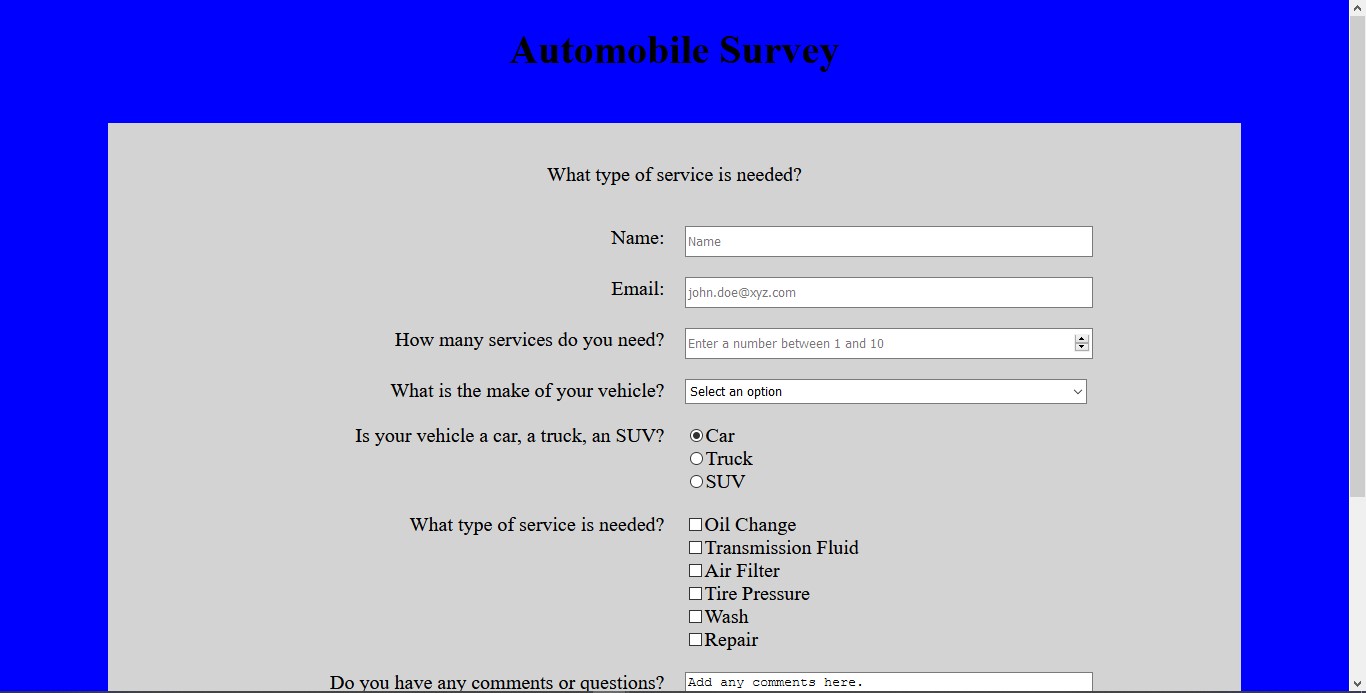 Automobile Survey
What type of service is needed?
Name: Name
Email: john.doe@xyz.com
How many services do you need? Enter a number between 1 and 10
What is the make of your vehicle? Select an option
Is your vehicle a car, a truck, an SUV? Car
Truck
SUV
What type of service is needed? Oil Change
Transmission Fluid
Air Filter
Tire Pressure
Wash
Repair
Do you have any comments or questions? Add any comments here.